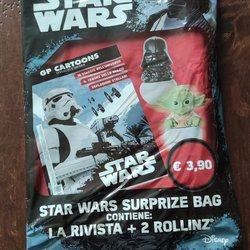 STAR
WARS
GP CARTOONS
STAR
WARS
€ 3,90
STAR WARS SURPRIZE BAG
CONTIENE:
LA RIVISTA + 2 ROLLINZ
Disney